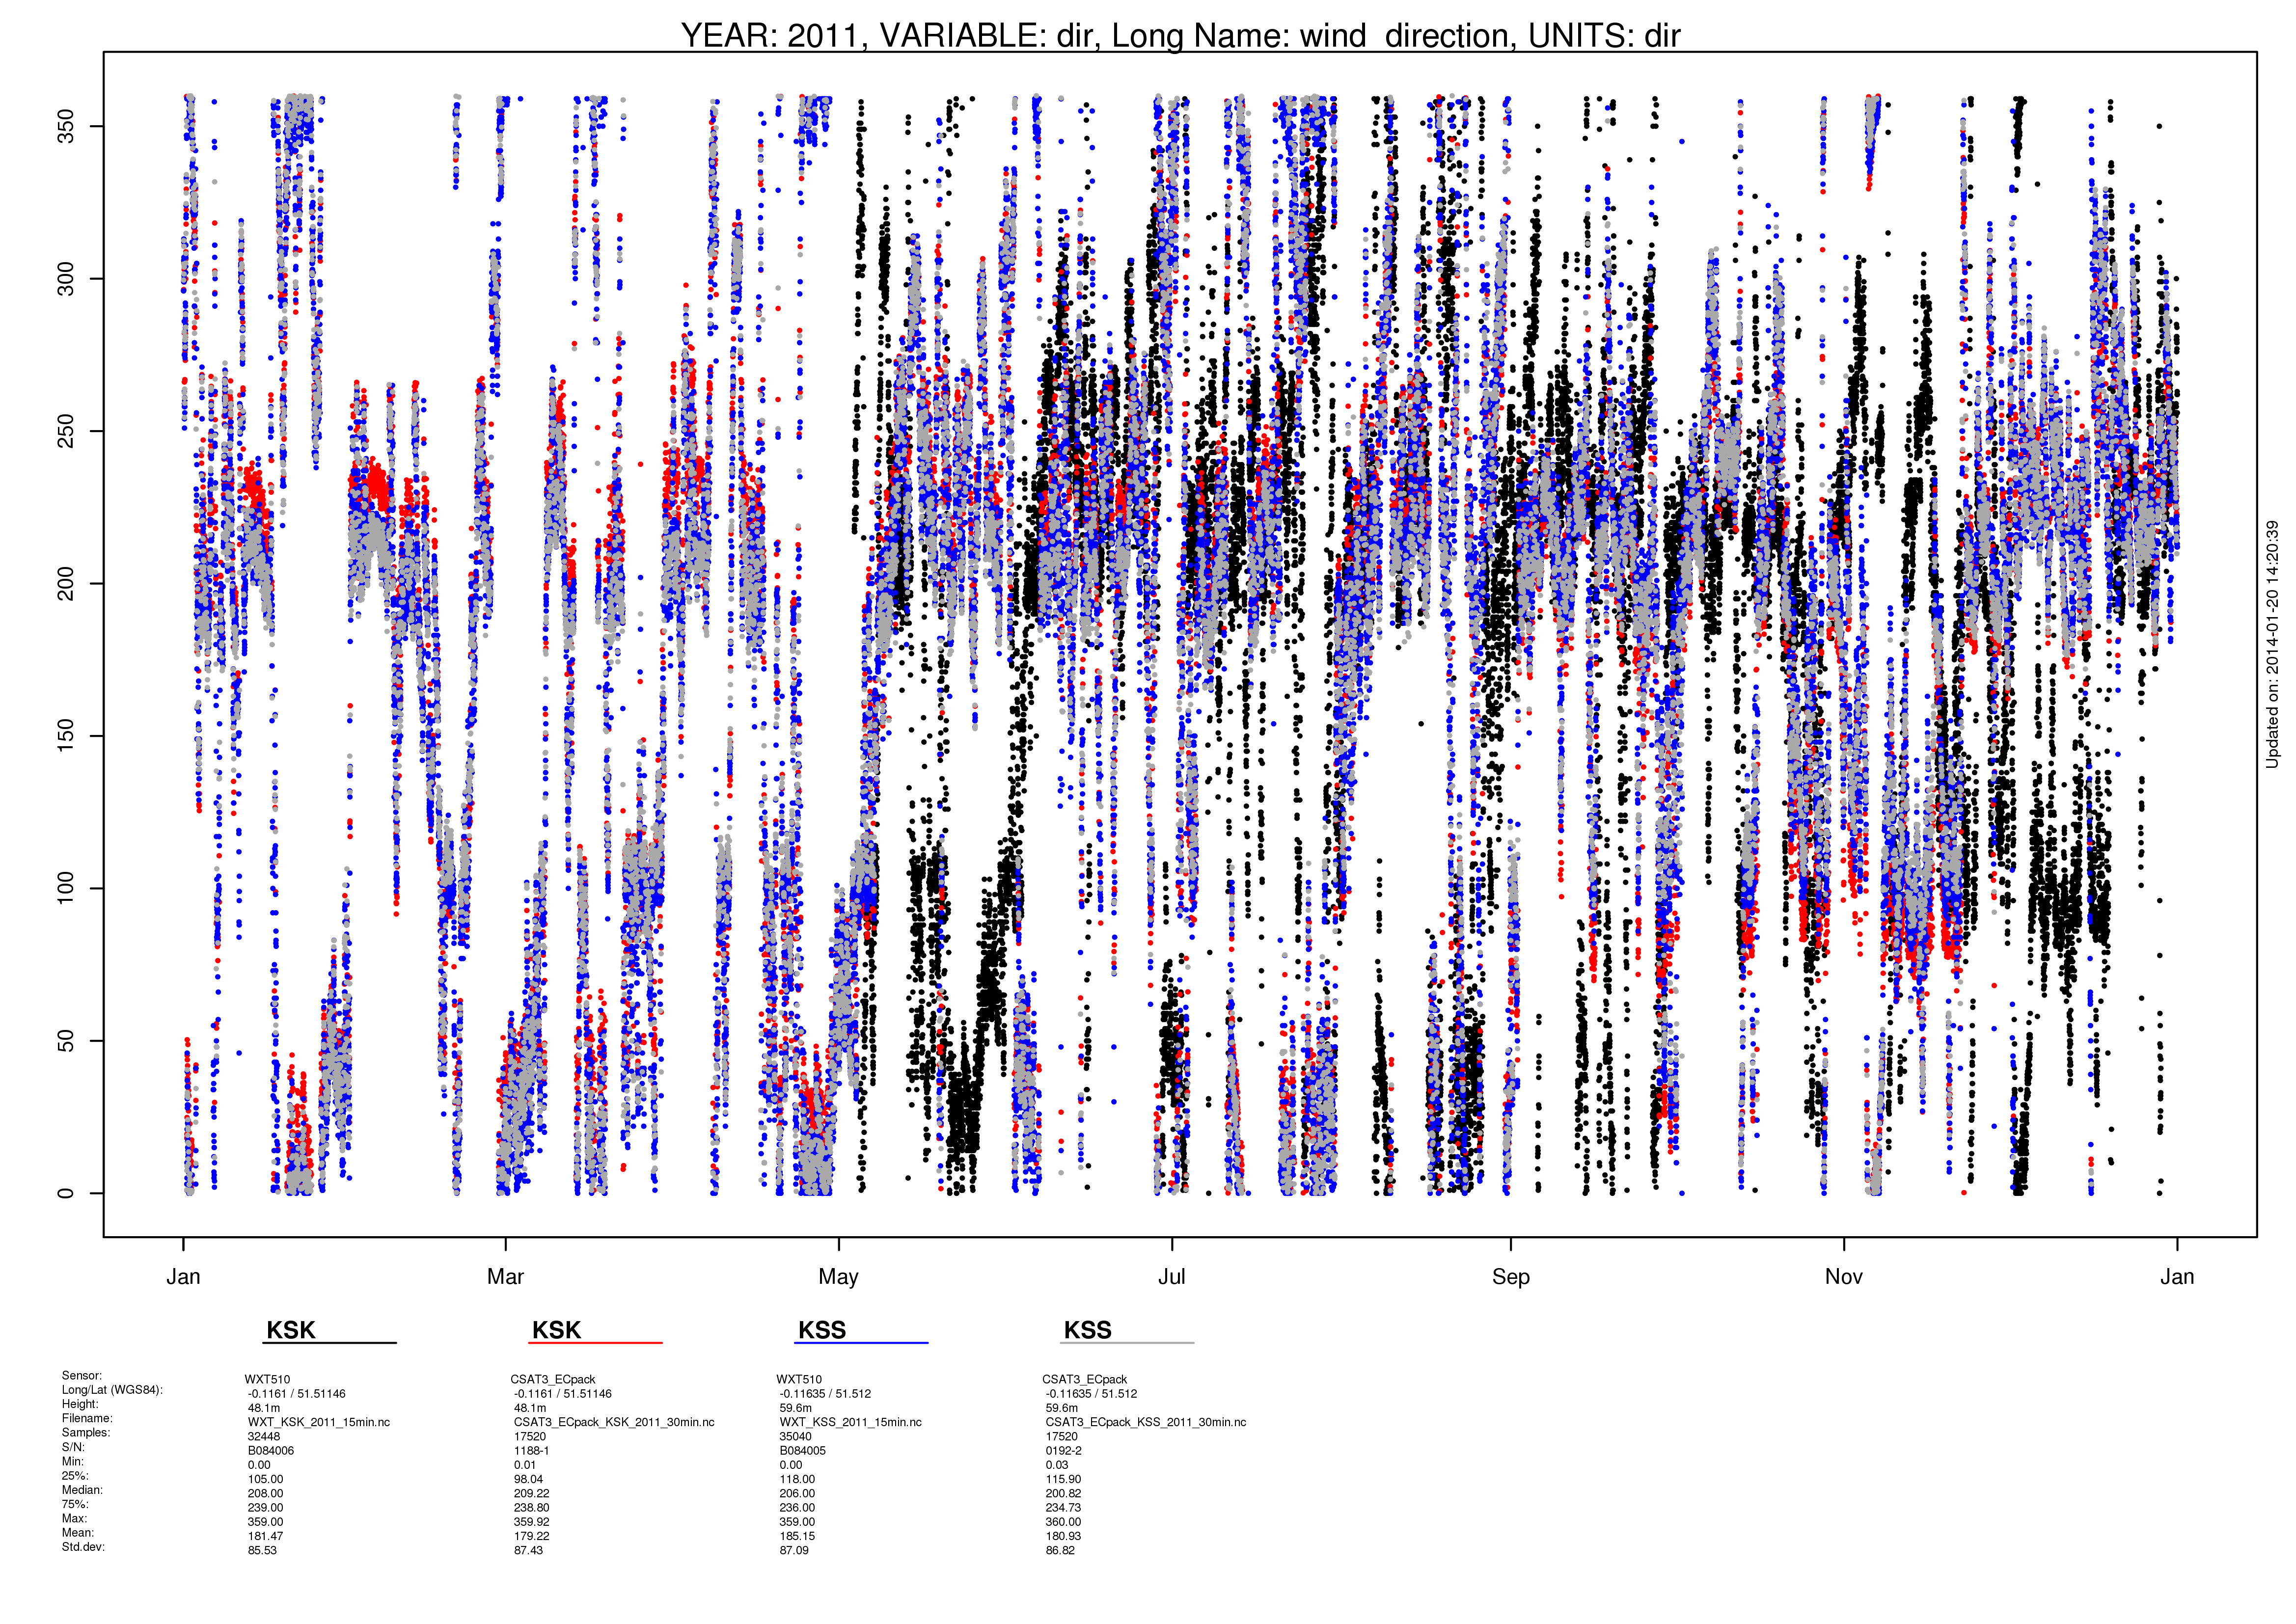 YEAR: 2011, VARIABLE: dir, Long Name: wind direction, UNITS: dir
350
300
250
200
150
100
50
0
Jan Mar May Jul Sep Nov Jan
Updated on: 2014-01-20 14:20:39
KSK KSK KSS KSS
Sensor: WXT510 CSAT3_ECpack WXT510 CSAT3_ECpack
Long/Lat (WGS84): -0.1161 / 51.51146 -0.1161 / 51.51146 -0.11635 / 51.512 -0.11635 / 51.512
Height: 48.1m 48.1m 59.6m 59.6m
Filename: WXT_KSK_2011_15min.nc CSAT3_ECpack_KSK_2011_30min.nc WXT_KSS_2011_15min.nc CSAT3_ECpack_KSS_2011_30min.nc
Samples: 32448 17520 35040 17520
S/N: B084006 1188-1 B084005 0192-2
Min: 0.00 0.01 0.00 0.03
25%: 105.00 98.04 118.00 115.90
Median: 208.00 209.22 206.00 200.82
75%: 239.00 238.80 236.00 234.73
Max: 359.00 359.92 359.00 360.00
Mean: 181.47 179.22 185.15 180.93
Std.dev: 85.53 87.43 87.09 86.82